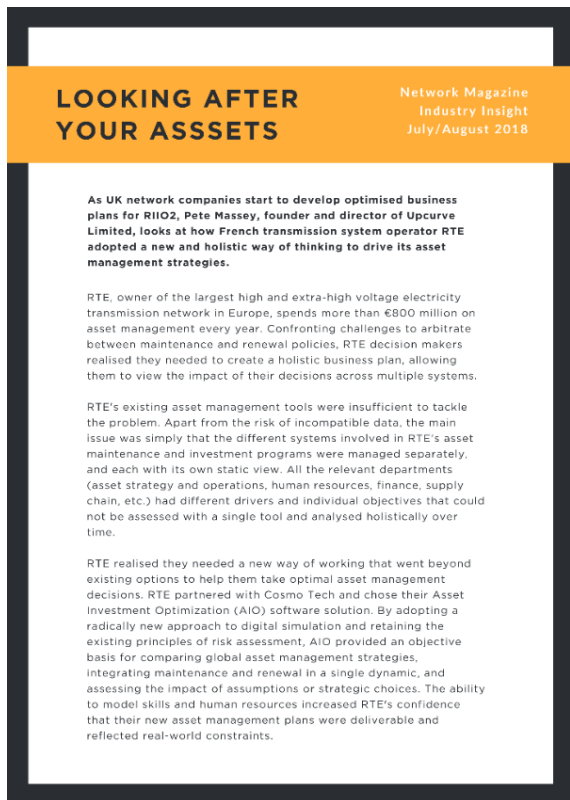 LOOKING AFTER
YOUR ASSSETS
Network Magazine
Industry Insight
July/August 2018
As UK network companies start to develop optimised business
plans for RIIO2, Pete Massey, founder and director of Upcurve
Limited, looks at how French transmission system operator RTE
adopted a new and holistic way of thinking to drive its asset
management strategies.
RTE, owner of the largest high and extra-high voltage electricity
transmission network in Europe, spends more than €800 million on
asset management every year. Confronting challenges to arbitrate
between maintenance and renewal policies, RTE decision makers
realised they needed to create a holistic business plan, allowing
them to view the impact of their decisions across multiple systems.
RTE's existing asset management tools were insufficient to tackle
the problem. Apart from the risk of incompatible data, the main
issue was simply that the different systems involved in RTE's asset
maintenance and investment programs were managed separately,
and each with its own static view. All the relevant departments
(asset strategy and operations, human resources, finance, supply
chain, etc.) had different drivers and individual objectives that could
not be assessed with a single tool and analysed holistically over
time.
RTE realised they needed a new way of working that went beyond
existing options to help them take optimal asset management
decisions. RTE partnered with Cosmo Tech and chose their Asset
Investment Optimization (AIO) software solution. By adopting a
radically new approach to digital simulation and retaining the
existing principles of risk assessment, AIO provided an objective
basis for comparing global asset management strategies,
integrating maintenance and renewal in a single dynamic, and
assessing the impact of assumptions or strategic choices. The ability
to model skills and human resources increased RTE's confidence
that their new asset management plans were deliverable and
reflected real-world constraints.